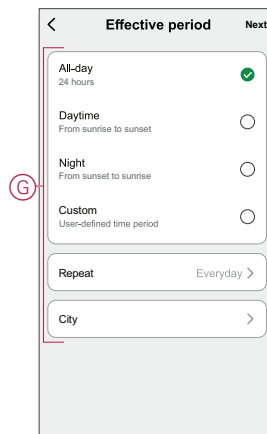 Effective period Next
All-day
24 hours
Daytime
From sunrise to sunset
Night
From sunset to sunrise
G
Custom
User-defined time period
Repeat Everyday
City